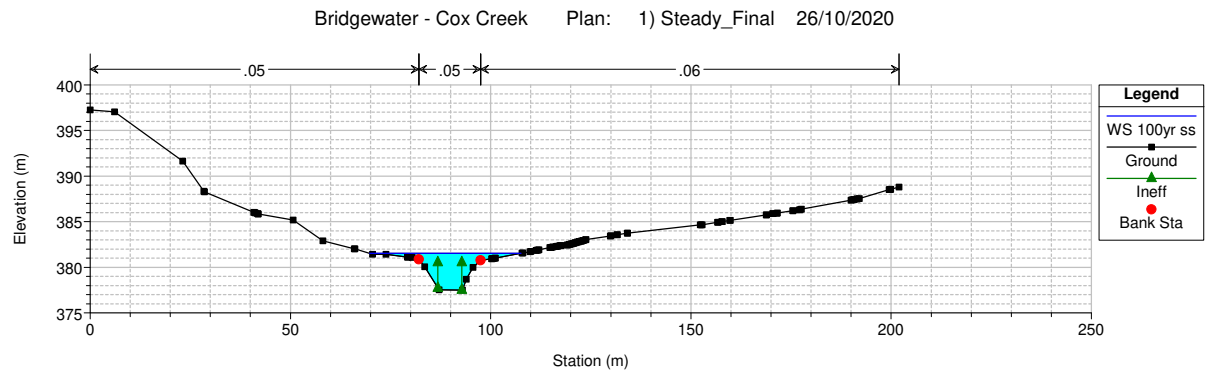 Bridgewater - Cox Creek Plan: 1) Steady_Final 26/10/2020
.05 .05 .06
400
395
390
385
380
375
Elevation (m)
0 50 100 150 200 250
Station (m)
Legend
WS 100yr ss
Ground
Ineff
Bank Sta